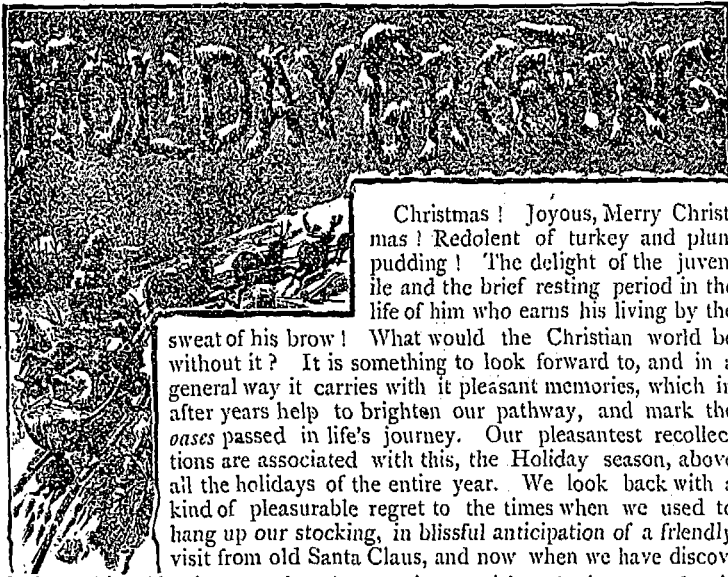 HOLIDAY GREETING
Christmas ! Joyous, Merry Christ
mas ! Redolent of turkey and plum
pudding ! The delight of the juven
ile and the brief resting period in the
life of him who earns his living by the
sweat of his brow ! What would the Christian world be
without it ? It is something to look forward to, and in a
general way it carries with it pleasant memories, which in
after years help to brighten our pathway, and mark the
oases passed in life's journey. Our pleasantest recollec
tions are associated with this, the Holiday season, above
all the holidays of the entire year. We look back with a
kind of pleasurable regret to the times when we used to
hang up our stocking, in blissful anticipation of a friendly
visit from old Santa Claus, and now when we have discov